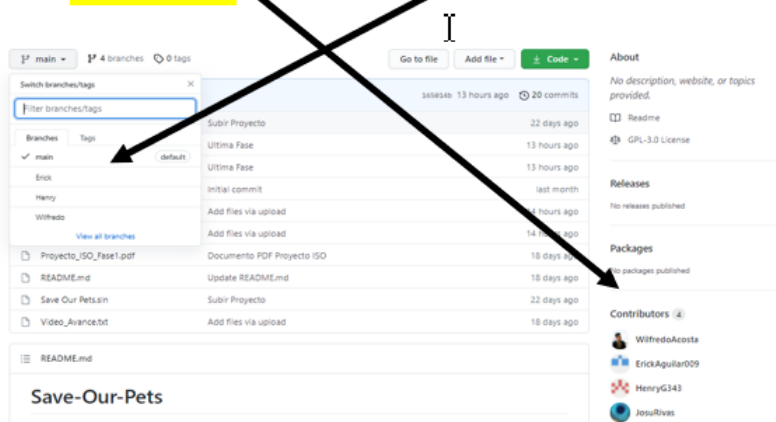 main
4 branches
0 tags
Go to file
Add file
Code
Switch branches/tags
Filter branches/tags
Branches
Tags
main
default
Erick
Henry
Wilfredo
View all branches
13 hours ago
20 commits
Subir Proyecto
22 days ago
Ultima Fase
13 hours ago
Ultima Fase
13 hours ago
Initial commit
last month
Add files via upload
hours ago
Add files via upload
14 hours ago
Proyecto_ISO_Fase1.pdf
Documento PDF Proyecto ISO
18 days ago
README.md
Update README.md
18 days ago
Save Our Pets.sln
Subir Proyecto
22 days ago
Video_Avance.txt
Add files via upload
18 days ago
README.md
Save-Our-Pets
About
No description, website, or topics
provided.
Readme
GPL-3.0 License
Releases
No releases published
Packages
No packages published
Contributors 4
WilfredoAcosta
ErickAguilar009
HenryG343
JosuRivas